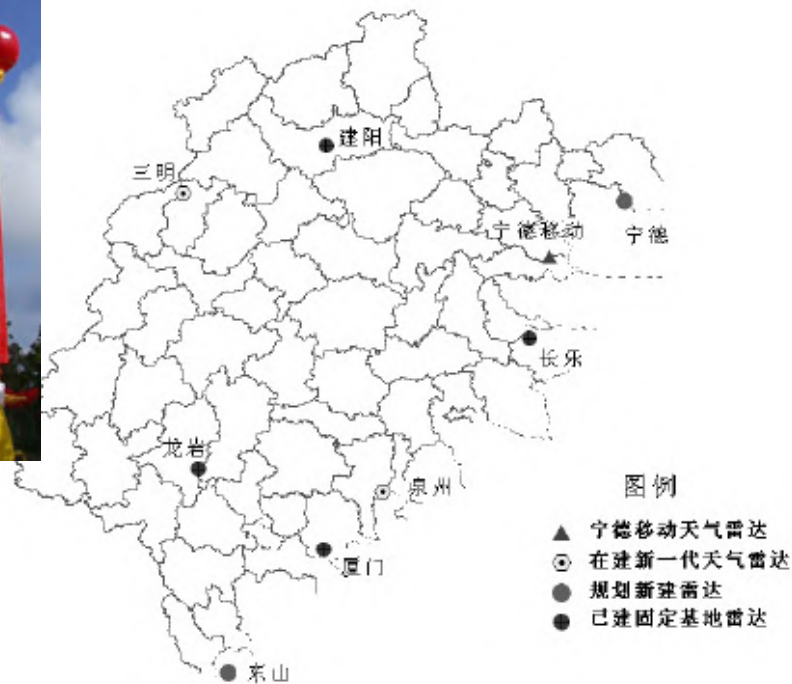 建阳
三明
宁德移动
宁德
长乐
龙岩
泉州
厦门
东山
图例
宁德移动天气雷达
在建新一代天气雷达
规划新建雷达
已建固定基地雷达